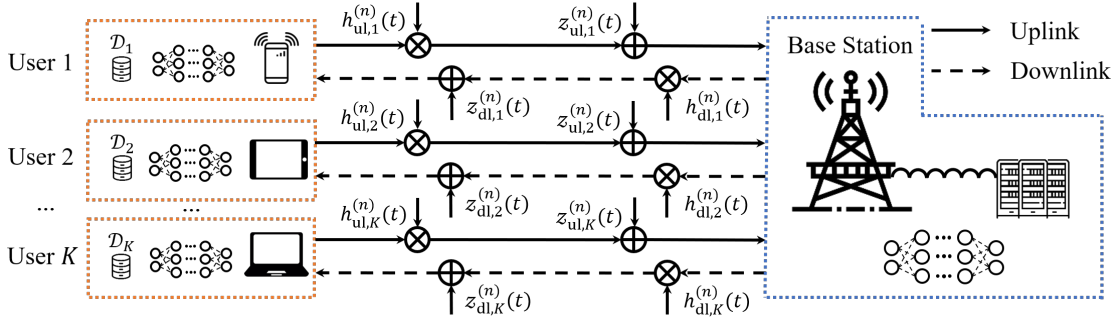 h_{ul,1}^{(n)}(t) z_{ul,1}^{(n)}(t)
User 1 𝒟_1 Base Station Uplink
Downlink
z_{dl,1}^{(n)}(t) h_{dl,1}^{(n)}(t)
h_{ul,2}^{(n)}(t) z_{ul,2}^{(n)}(t)
User 2 𝒟_2
z_{dl,2}^{(n)}(t) h_{dl,2}^{(n)}(t)
... ...
h_{ul,K}^{(n)}(t) z_{ul,K}^{(n)}(t)
User K 𝒟_K
z_{dl,K}^{(n)}(t) h_{dl,K}^{(n)}(t)